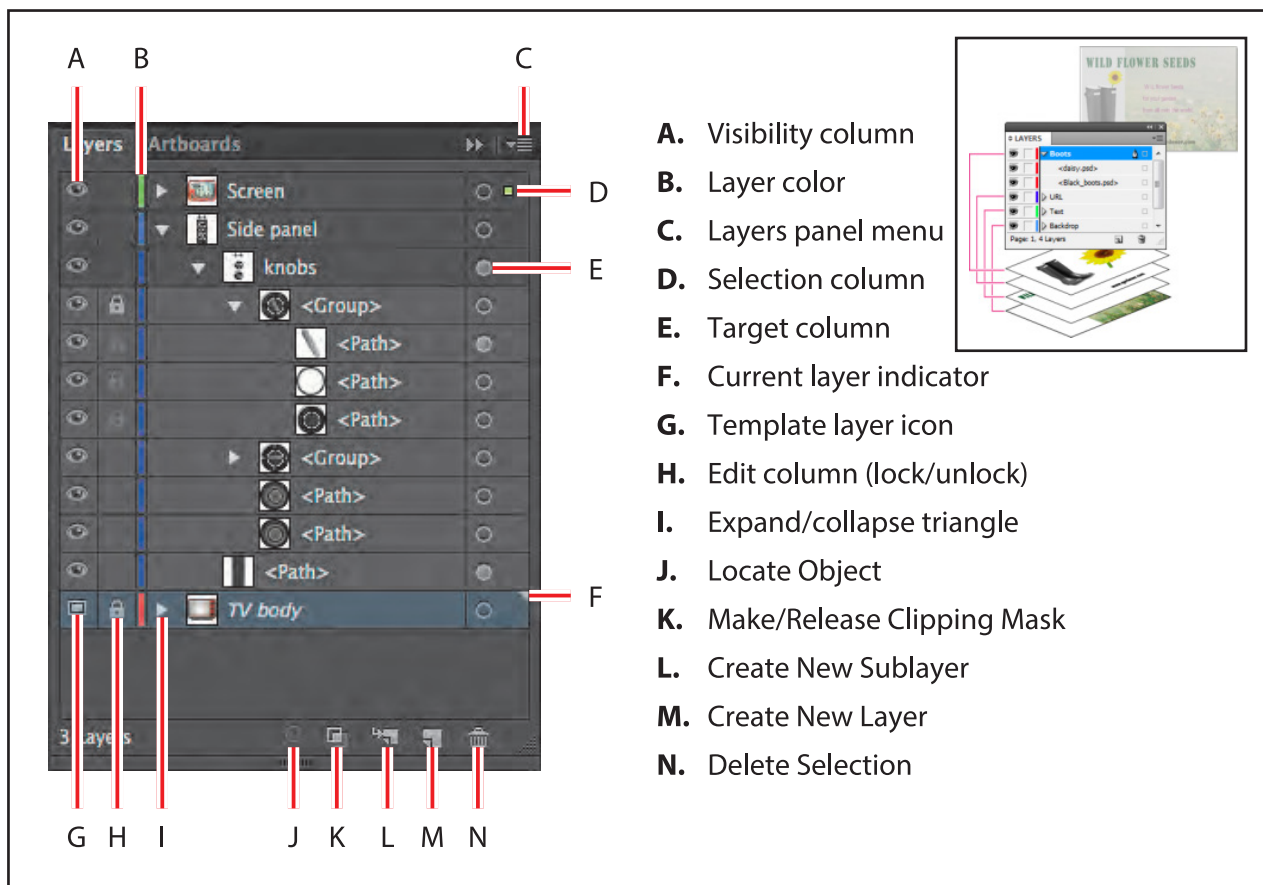 A B C
Layers Artboards
Screen
D
Side panel
knobs
E
<Group>
<Path>
<Path>
<Path>
<Group>
<Path>
<Path>
<Path>
F
TV body
3 Layers
G H I J K L M N
A. Visibility column
B. Layer color
C. Layers panel menu
D. Selection column
E. Target column
F. Current layer indicator
G. Template layer icon
H. Edit column (lock/unlock)
I. Expand/collapse triangle
J. Locate Object
K. Make/Release Clipping Mask
L. Create New Sublayer
M. Create New Layer
N. Delete Selection
WILD FLOWER SEEDS
LAYERS
Boots
<daisy.psd>
<Black_boots.psd>
URL
Text
Backdrop
Page: 1, 4 Layers